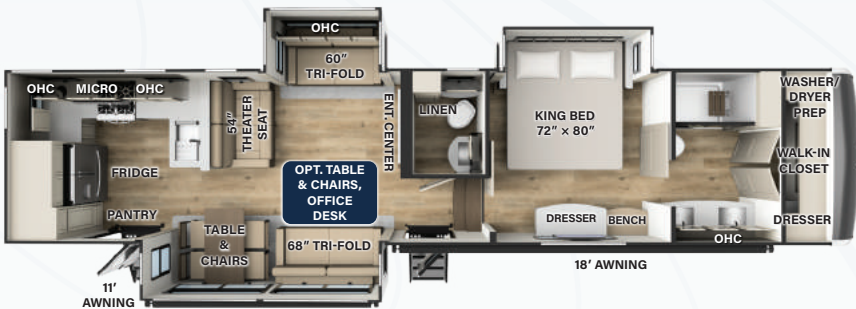 OHC
60”
TRI-FOLD
OHC MICRO OHC
54”
THEATER
SEAT
ENT. CENTER
LINEN
KING BED
72” × 80”
WASHER/
DRYER
PREP
WALK-IN
CLOSET
DRESSER
FRIDGE
PANTRY
OPT. TABLE
& CHAIRS,
OFFICE
DESK
TABLE
&
CHAIRS
68” TRI-FOLD
DRESSER BENCH
OHC
11’
AWNING
18’ AWNING